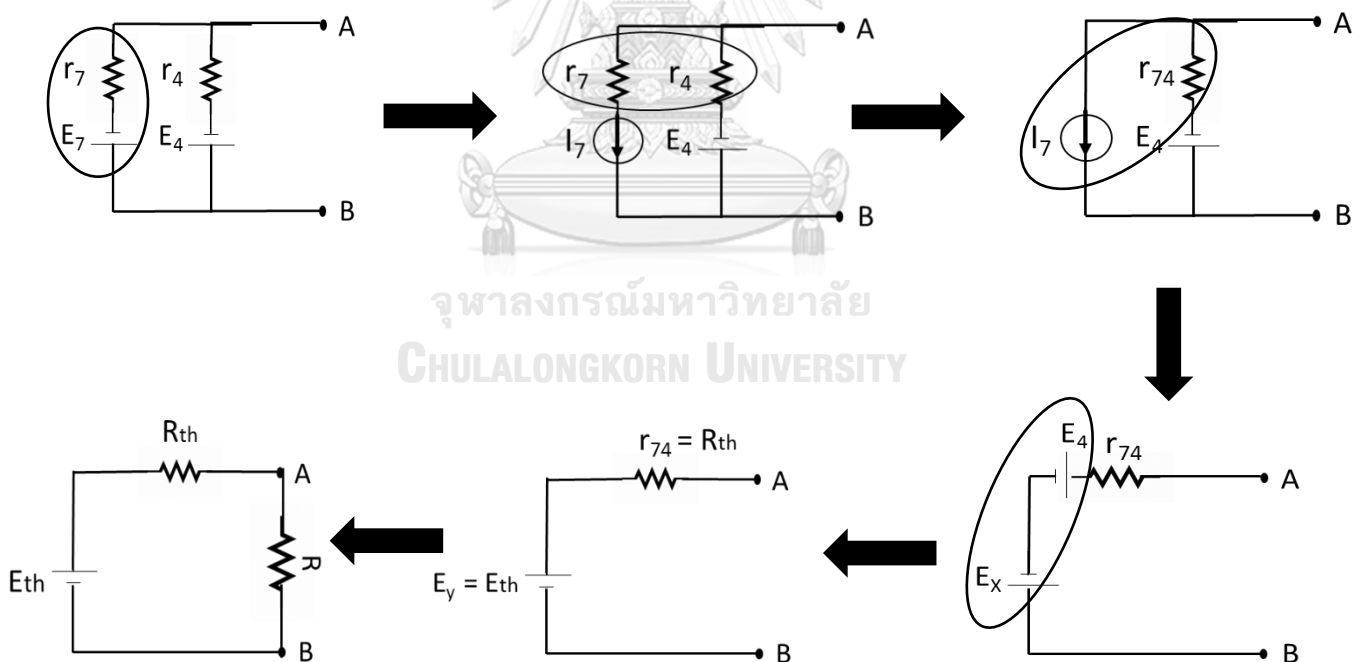 A
r₇
r₄
E₇
E₄
B
A
r₇
r₄
I₇
E₄
B
A
r₇₄
I₇
E₄
B
จุฬาลงกรณ์มหาวิทยาลัย
CHULALONGKORN UNIVERSITY
Rth
A
R
Eth
B
r₇₄ = Rth
A
E_y = Eth
B
E₄
r₇₄
A
Eₓ
B